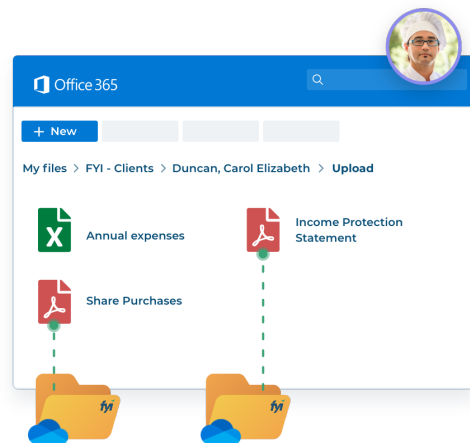 Office 365
+ New
My files > FYI - Clients > Duncan, Carol Elizabeth > Upload
Annual expenses
Income Protection
Statement
Share Purchases
fyi
fyi